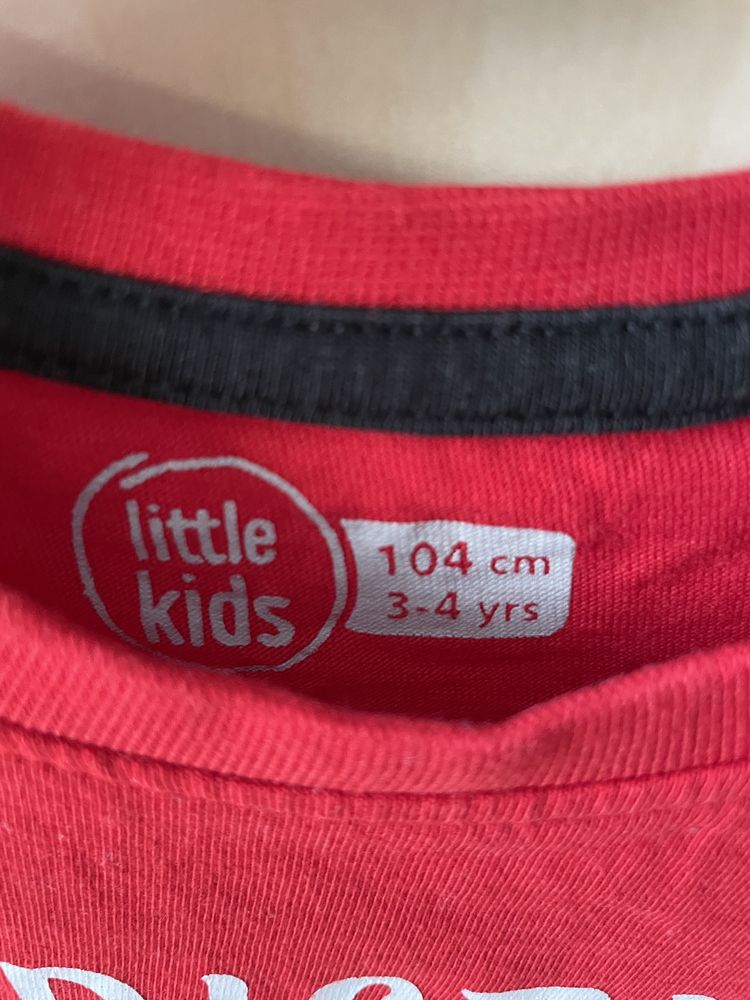 little
kids
104 cm
3-4 yrs